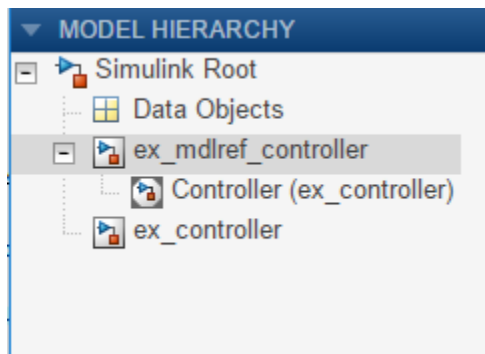 MODEL HIERARCHY
Simulink Root
Data Objects
ex_mdlref_controller
Controller (ex_controller)
ex_controller